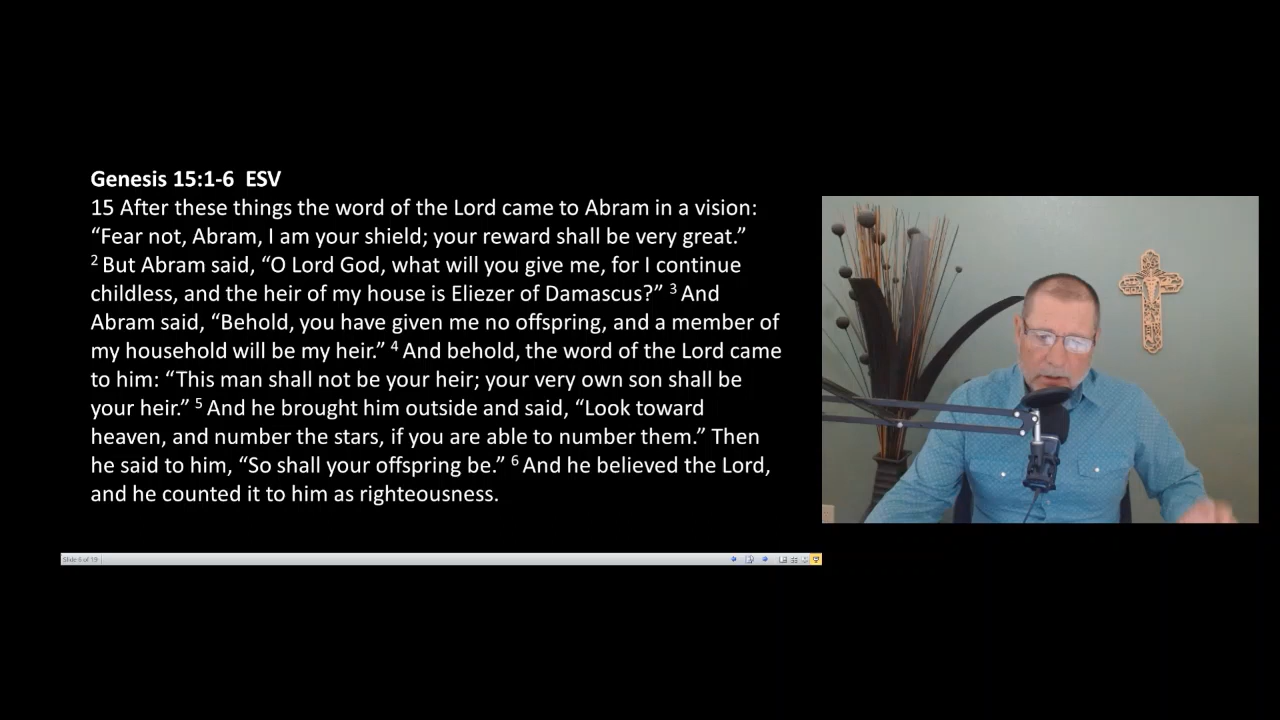 Genesis 15:1-6 ESV
15 After these things the word of the Lord came to Abram in a vision:
“Fear not, Abram, I am your shield; your reward shall be very great.”
2 But Abram said, “O Lord God, what will you give me, for I continue
childless, and the heir of my house is Eliezer of Damascus?” 3 And
Abram said, “Behold, you have given me no offspring, and a member of
my household will be my heir.” 4 And behold, the word of the Lord came
to him: “This man shall not be your heir; your very own son shall be
your heir.” 5 And he brought him outside and said, “Look toward
heaven, and number the stars, if you are able to number them.” Then
he said to him, “So shall your offspring be.” 6 And he believed the Lord,
and he counted it to him as righteousness.
Slide 8 of 19